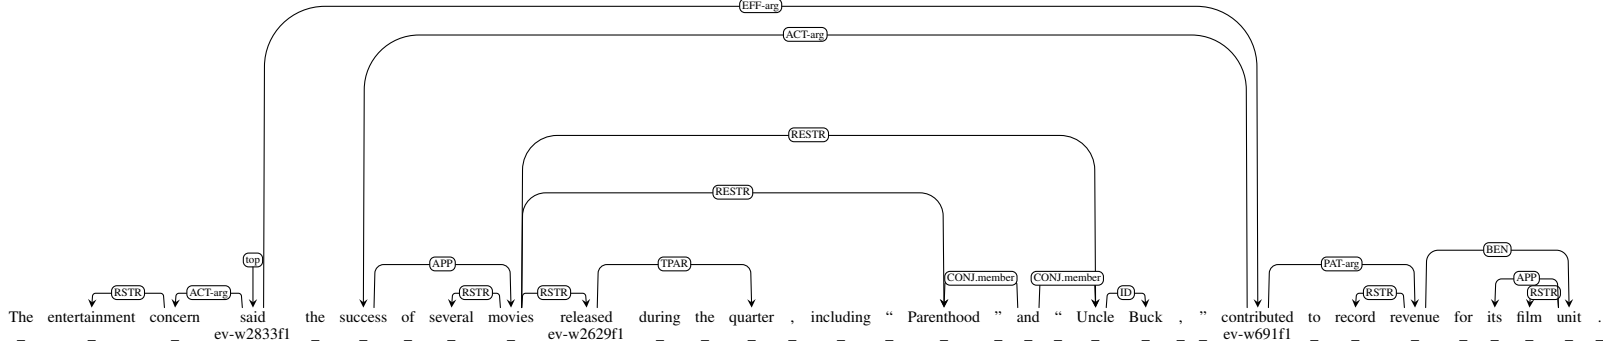 EFF-arg
ACT-arg
RESTR
RESTR
BEN
top APP TPAR PAT-arg
CONJ.member CONJ.member APP
RSTR ACT-arg RSTR RSTR ID RSTR RSTR
The entertainment concern said the success of several movies released during the quarter , including “ Parenthood ” and “ Uncle Buck , ” contributed to record revenue for its film unit .
ev-w2833f1 ev-w2629f1 ev-w691f1
_ _ _ _ _ _ _ _ _ _ _ _ _ _ _ _ _ _ _ _ _ _ _ _ _ _ _ _ _ _